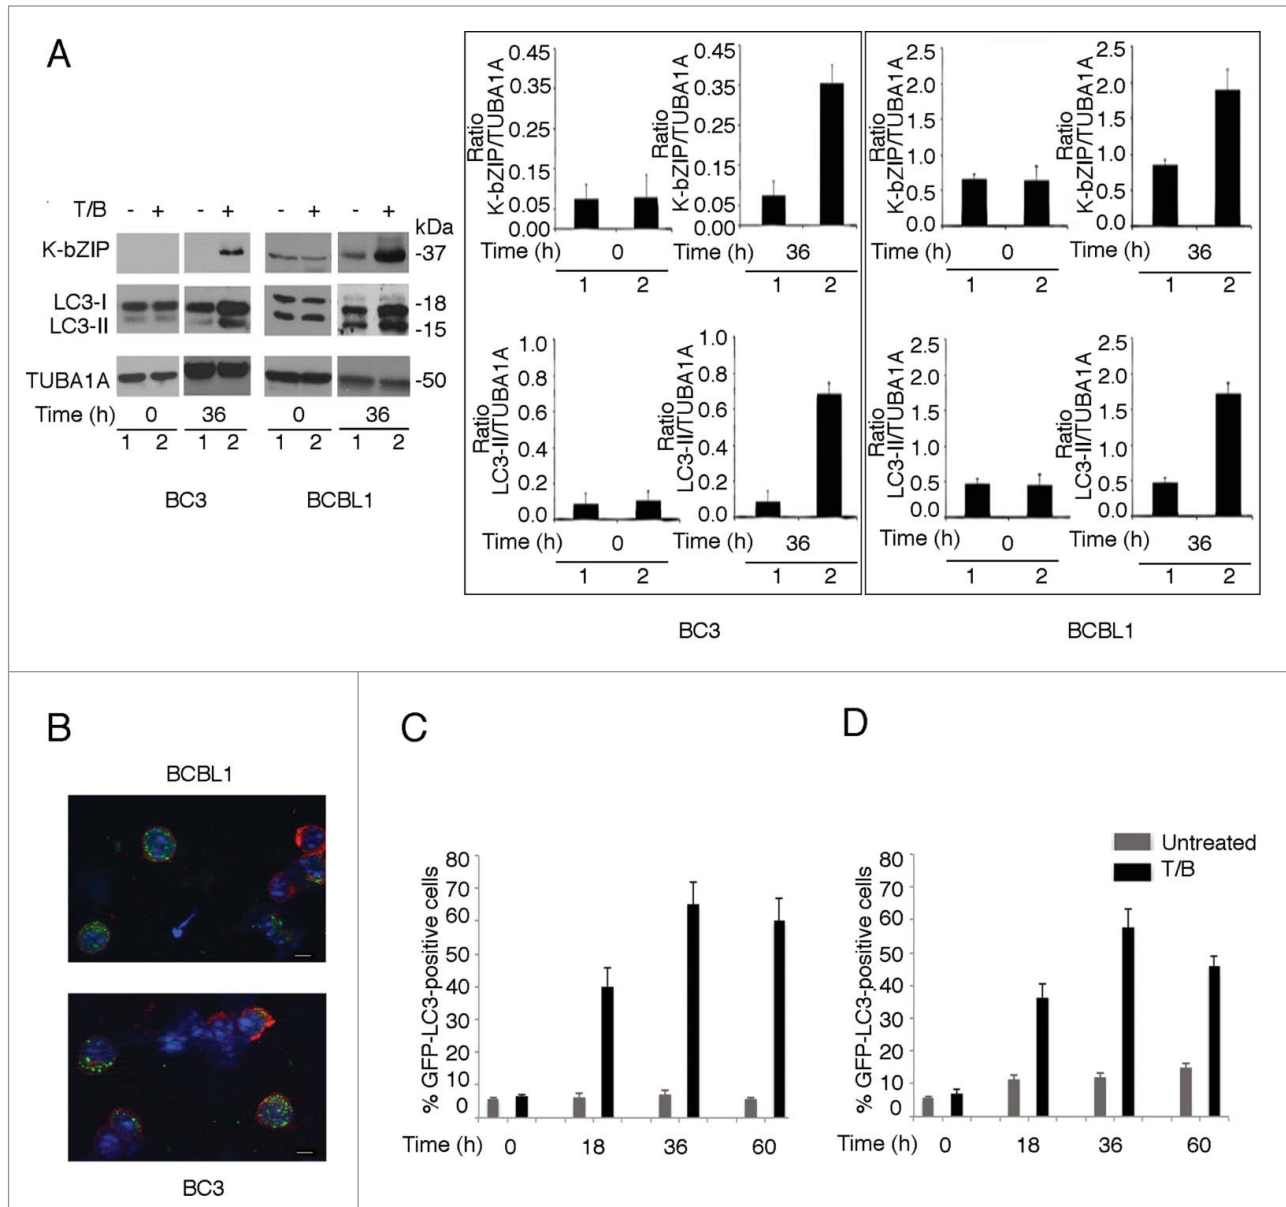 A
T/B - + - + - + - + kDa
K-bZIP -37
LC3-I -18
LC3-II -15
TUBA1A -50
Time (h) 0 36 0 36
1 2 1 2 1 2 1 2
BC3 BCBL1
Ratio
K-bZIP/TUBA1A
0.45
0.35
0.25
0.15
0.05
0.00
Time (h) 0
1 2
Ratio
K-bZIP/TUBA1A
0.45
0.35
0.25
0.15
0.05
0.00
Time (h) 36
1 2
Ratio
LC3-II/TUBA1A
1.0
0.8
0.6
0.4
0.2
0.0
Time (h) 0
1 2
Ratio
LC3-II/TUBA1A
1.0
0.8
0.6
0.4
0.2
0.0
Time (h) 36
1 2
BC3
Ratio
K-bZIP/TUBA1A
2.5
2.0
1.5
1.0
0.5
0.0
Time (h) 0
1 2
Ratio
K-bZIP/TUBA1A
2.5
2.0
1.5
1.0
0.5
0.0
Time (h) 36
1 2
Ratio
LC3-II/TUBA1A
2.5
2.0
1.5
1.0
0.5
0.0
Time (h) 0
1 2
Ratio
LC3-II/TUBA1A
2.5
2.0
1.5
1.0
0.5
0.0
Time (h) 36
1 2
BCBL1
B
BCBL1
BC3
C
% GFP-LC3-positive cells
80
70
60
50
40
30
20
10
0
Time (h) 0 18 36 60
D
Untreated
T/B
% GFP-LC3-positive cells
80
70
60
50
40
30
20
10
0
Time (h) 0 18 36 60